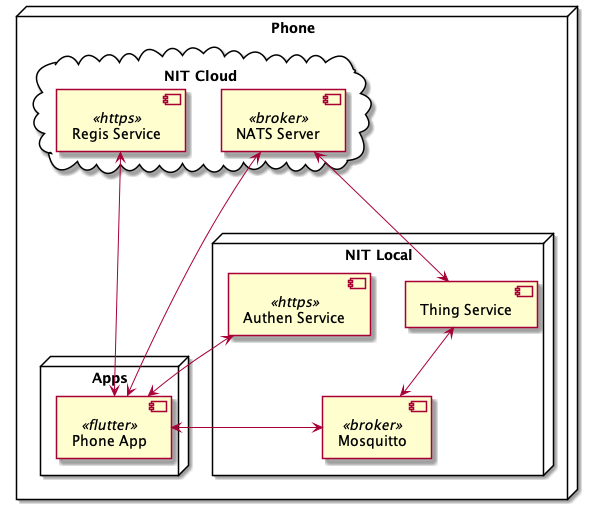 Phone
NIT Cloud
«https»
Regis Service
«broker»
NATS Server
NIT Local
«https»
Authen Service
Thing Service
Apps
«flutter»
Phone App
«broker»
Mosquitto